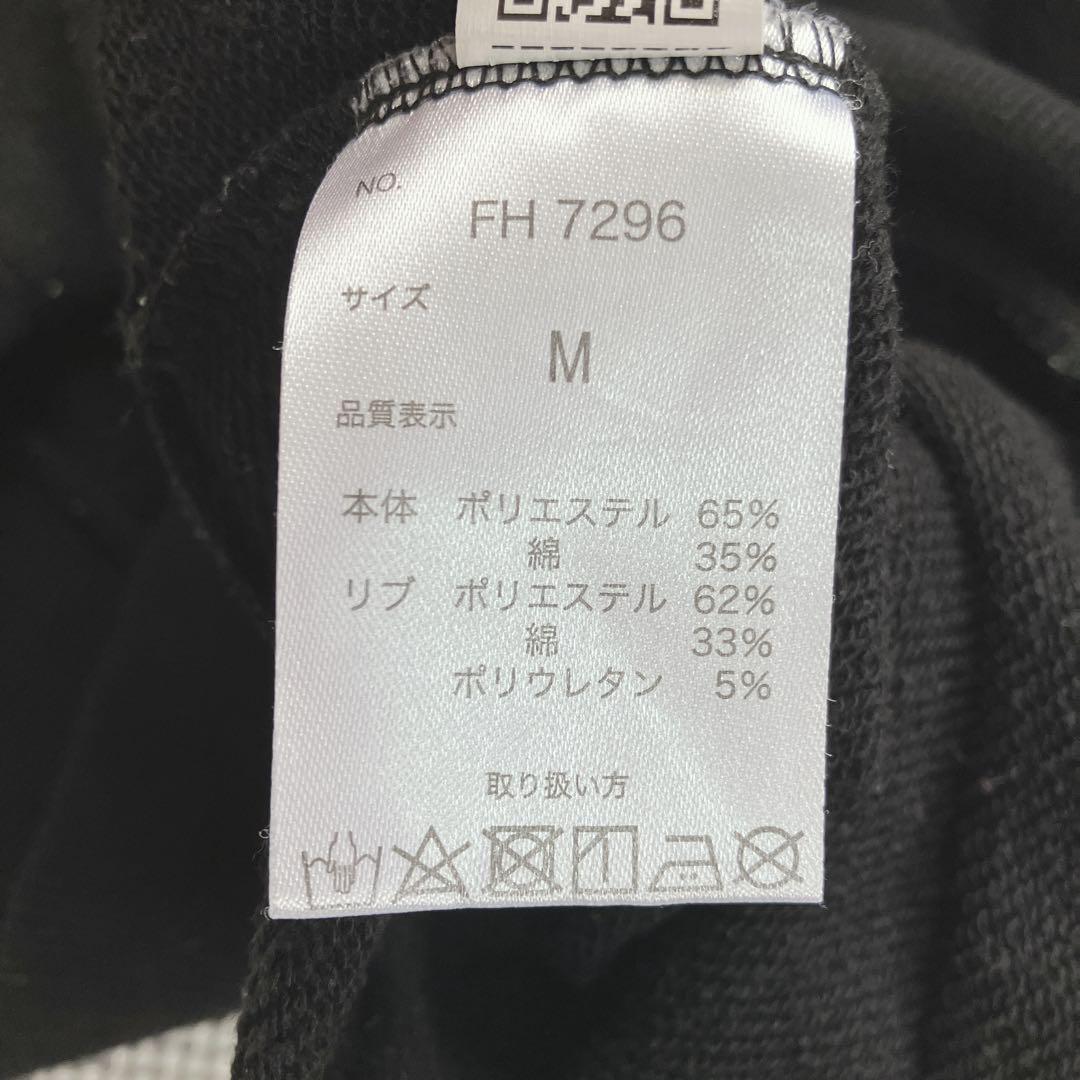 NO.
FH 7296
サイズ
M
品質表示
本体 ポリエステル 65%
綿 35%
リブ ポリエステル 62%
綿 33%
ポリウレタン 5%
取り扱い方